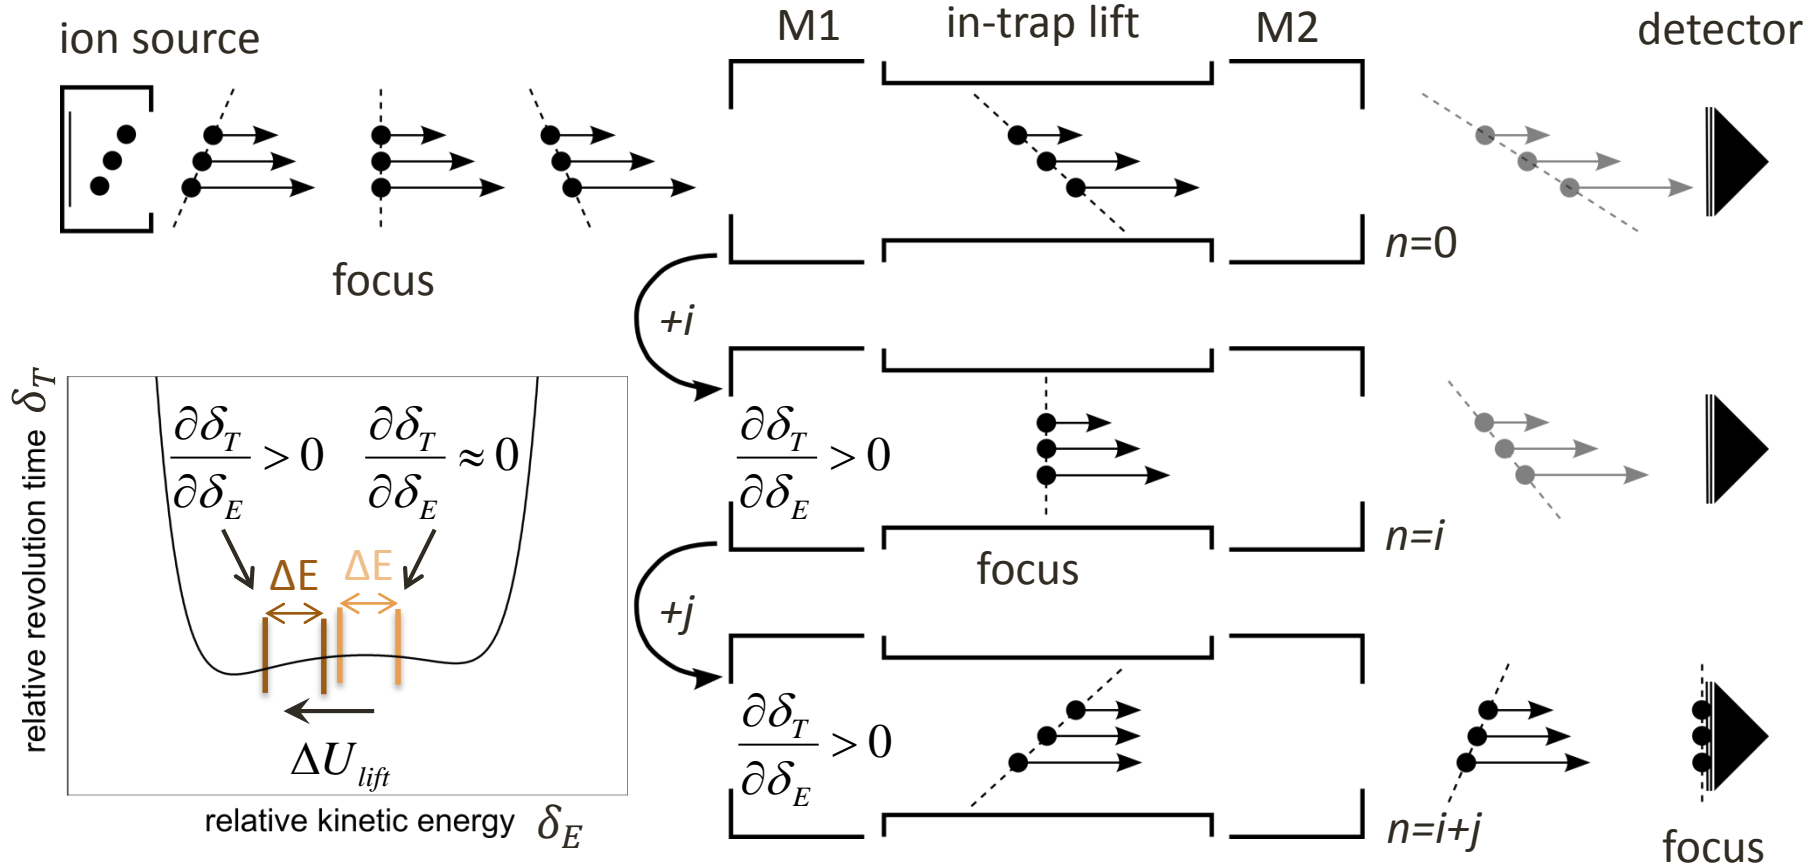 ion source
M1
in-trap lift
M2
detector
focus
n=0
+i
∂δ_T/∂δ_E > 0
focus
n=i
+j
∂δ_T/∂δ_E > 0
n=i+j
focus
relative revolution time δ_T
∂δ_T/∂δ_E > 0
∂δ_T/∂δ_E ≈ 0
ΔE
ΔE
ΔU_lift
relative kinetic energy δ_E